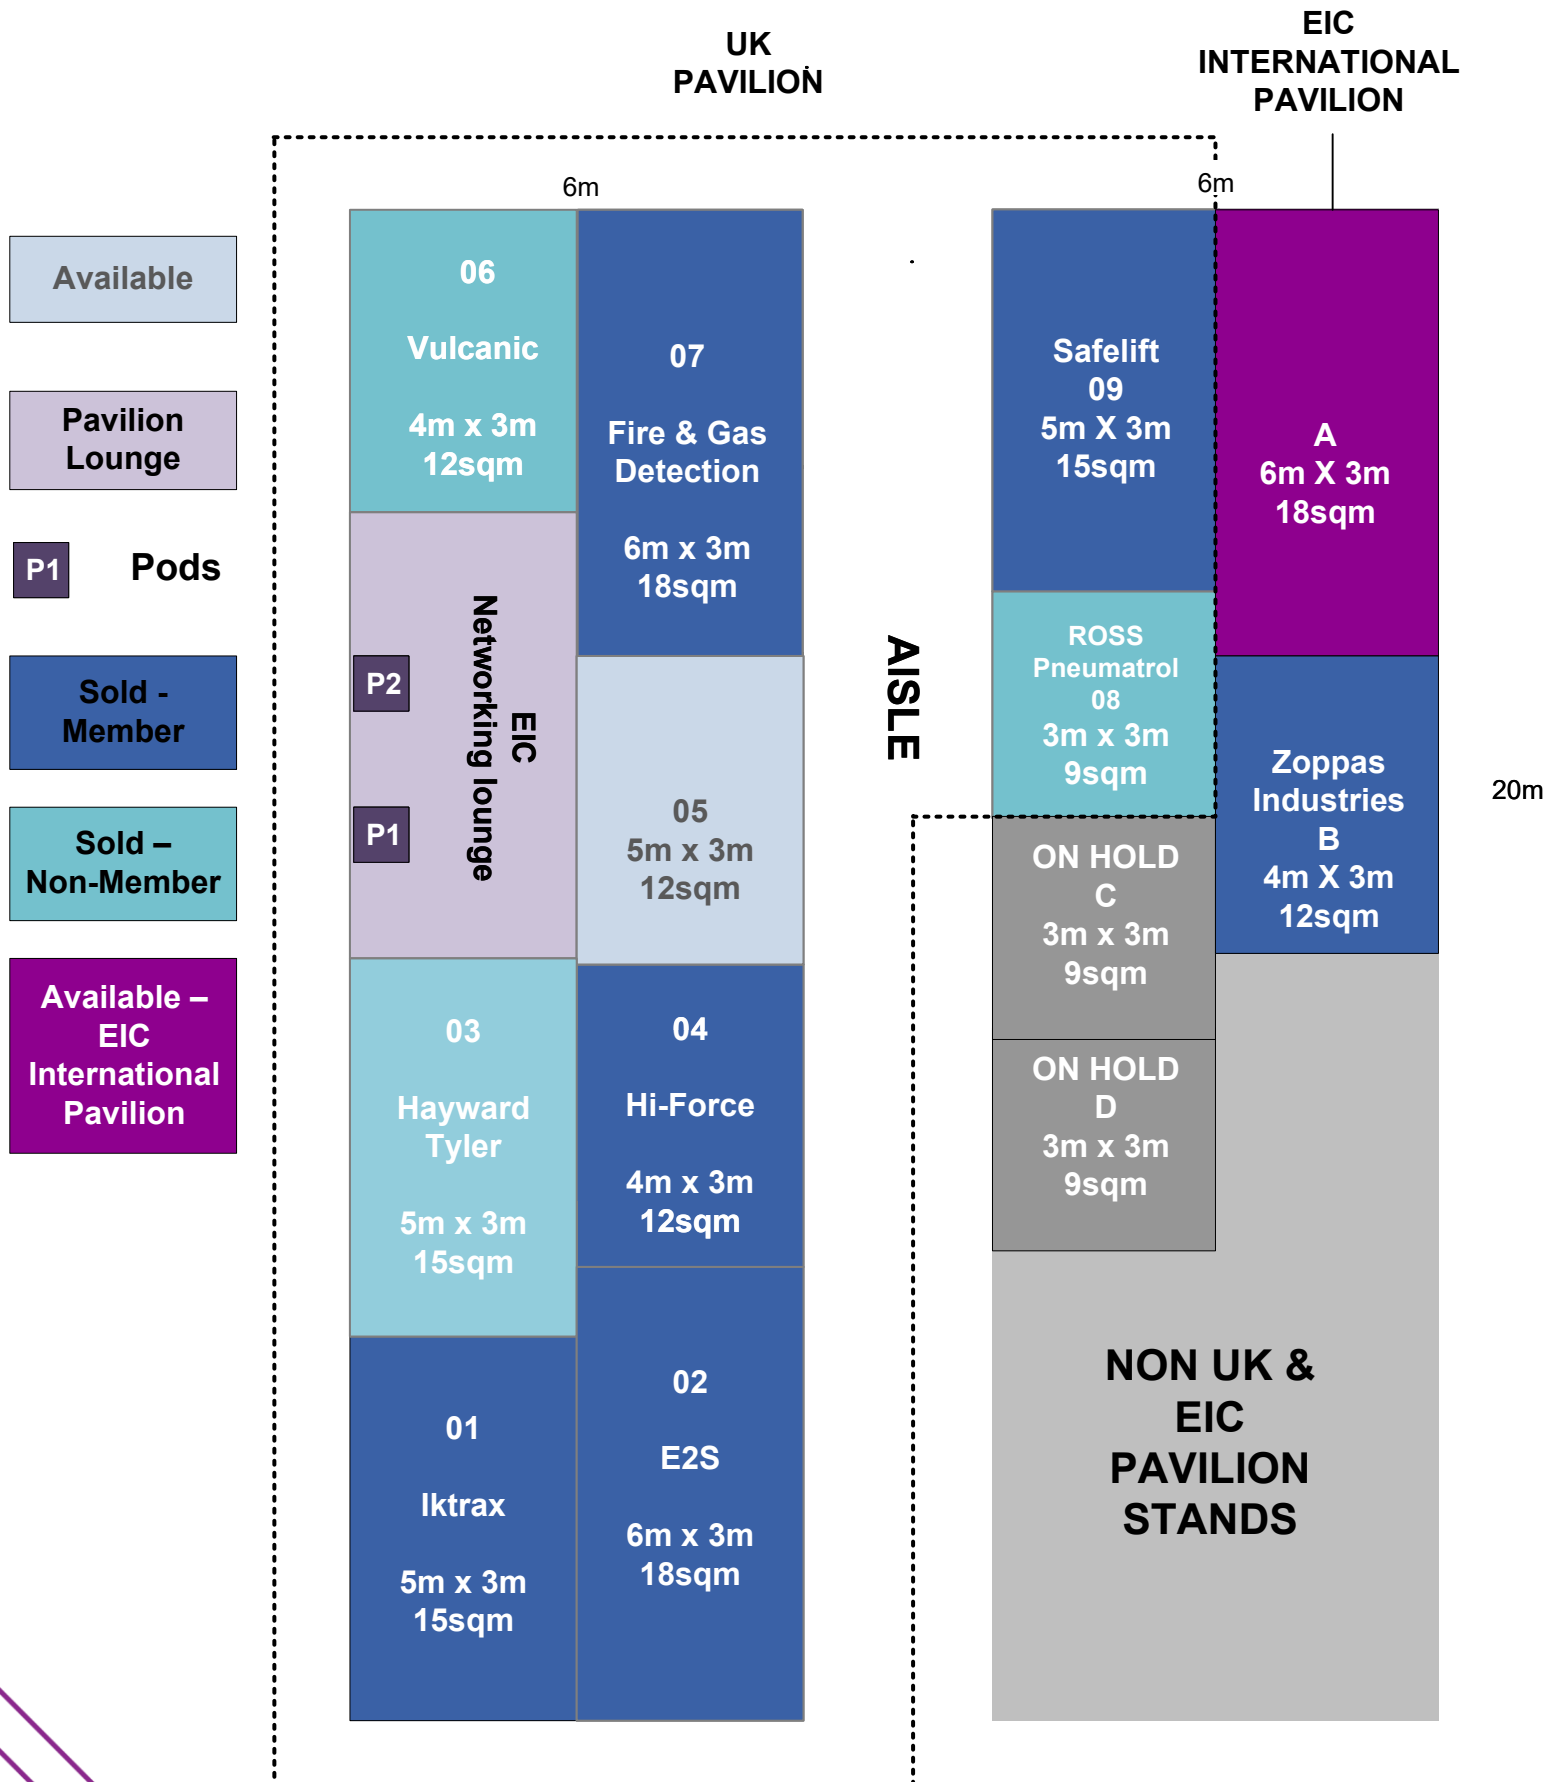 UK
PAVILION
EIC
INTERNATIONAL
PAVILION
6m
6m
Available
Pavilion
Lounge
P1
Pods
Sold -
Member
Sold –
Non-Member
Available –
EIC
International
Pavilion
06
Vulcanic
4m x 3m
12sqm
EIC
Networking lounge
P2
P1
03
Hayward
Tyler
5m x 3m
15sqm
01
Iktrax
5m x 3m
15sqm
07
Fire & Gas
Detection
6m x 3m
18sqm
05
5m x 3m
12sqm
04
Hi-Force
4m x 3m
12sqm
02
E2S
6m x 3m
18sqm
AISLE
Safelift
09
5m X 3m
15sqm
ROSS
Pneumatrol
08
3m x 3m
9sqm
ON HOLD
C
3m x 3m
9sqm
ON HOLD
D
3m x 3m
9sqm
A
6m X 3m
18sqm
Zoppas
Industries
B
4m X 3m
12sqm
20m
NON UK &
EIC
PAVILION
STANDS